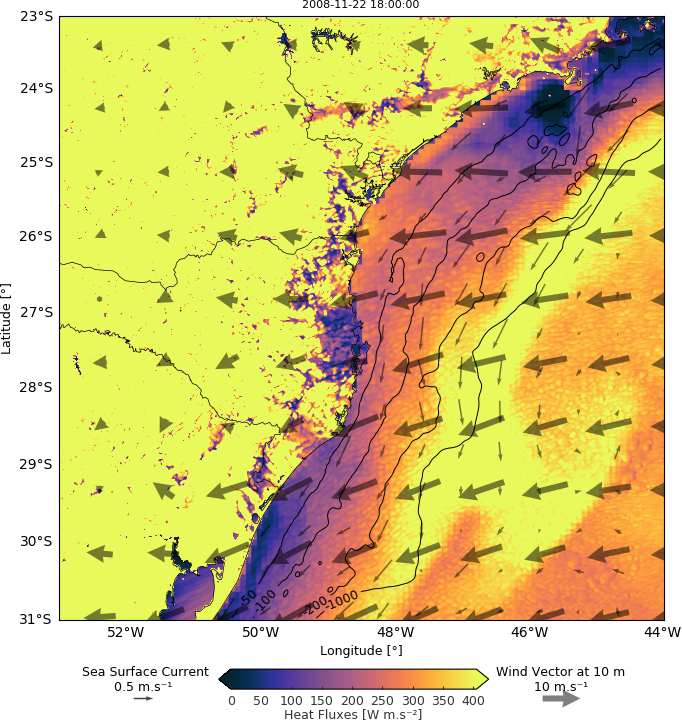 2008-11-22 18:00:00
23°S
24°S
25°S
26°S
27°S
28°S
29°S
30°S
31°S
Latitude [°]
50
-100
-200
-1000
52°W
50°W
48°W
46°W
44°W
Longitude [°]
Sea Surface Current
0.5 m.s⁻¹
Wind Vector at 10 m
10 m.s⁻¹
0 50 100 150 200 250 300 350 400
Heat Fluxes [W m.s⁻²]